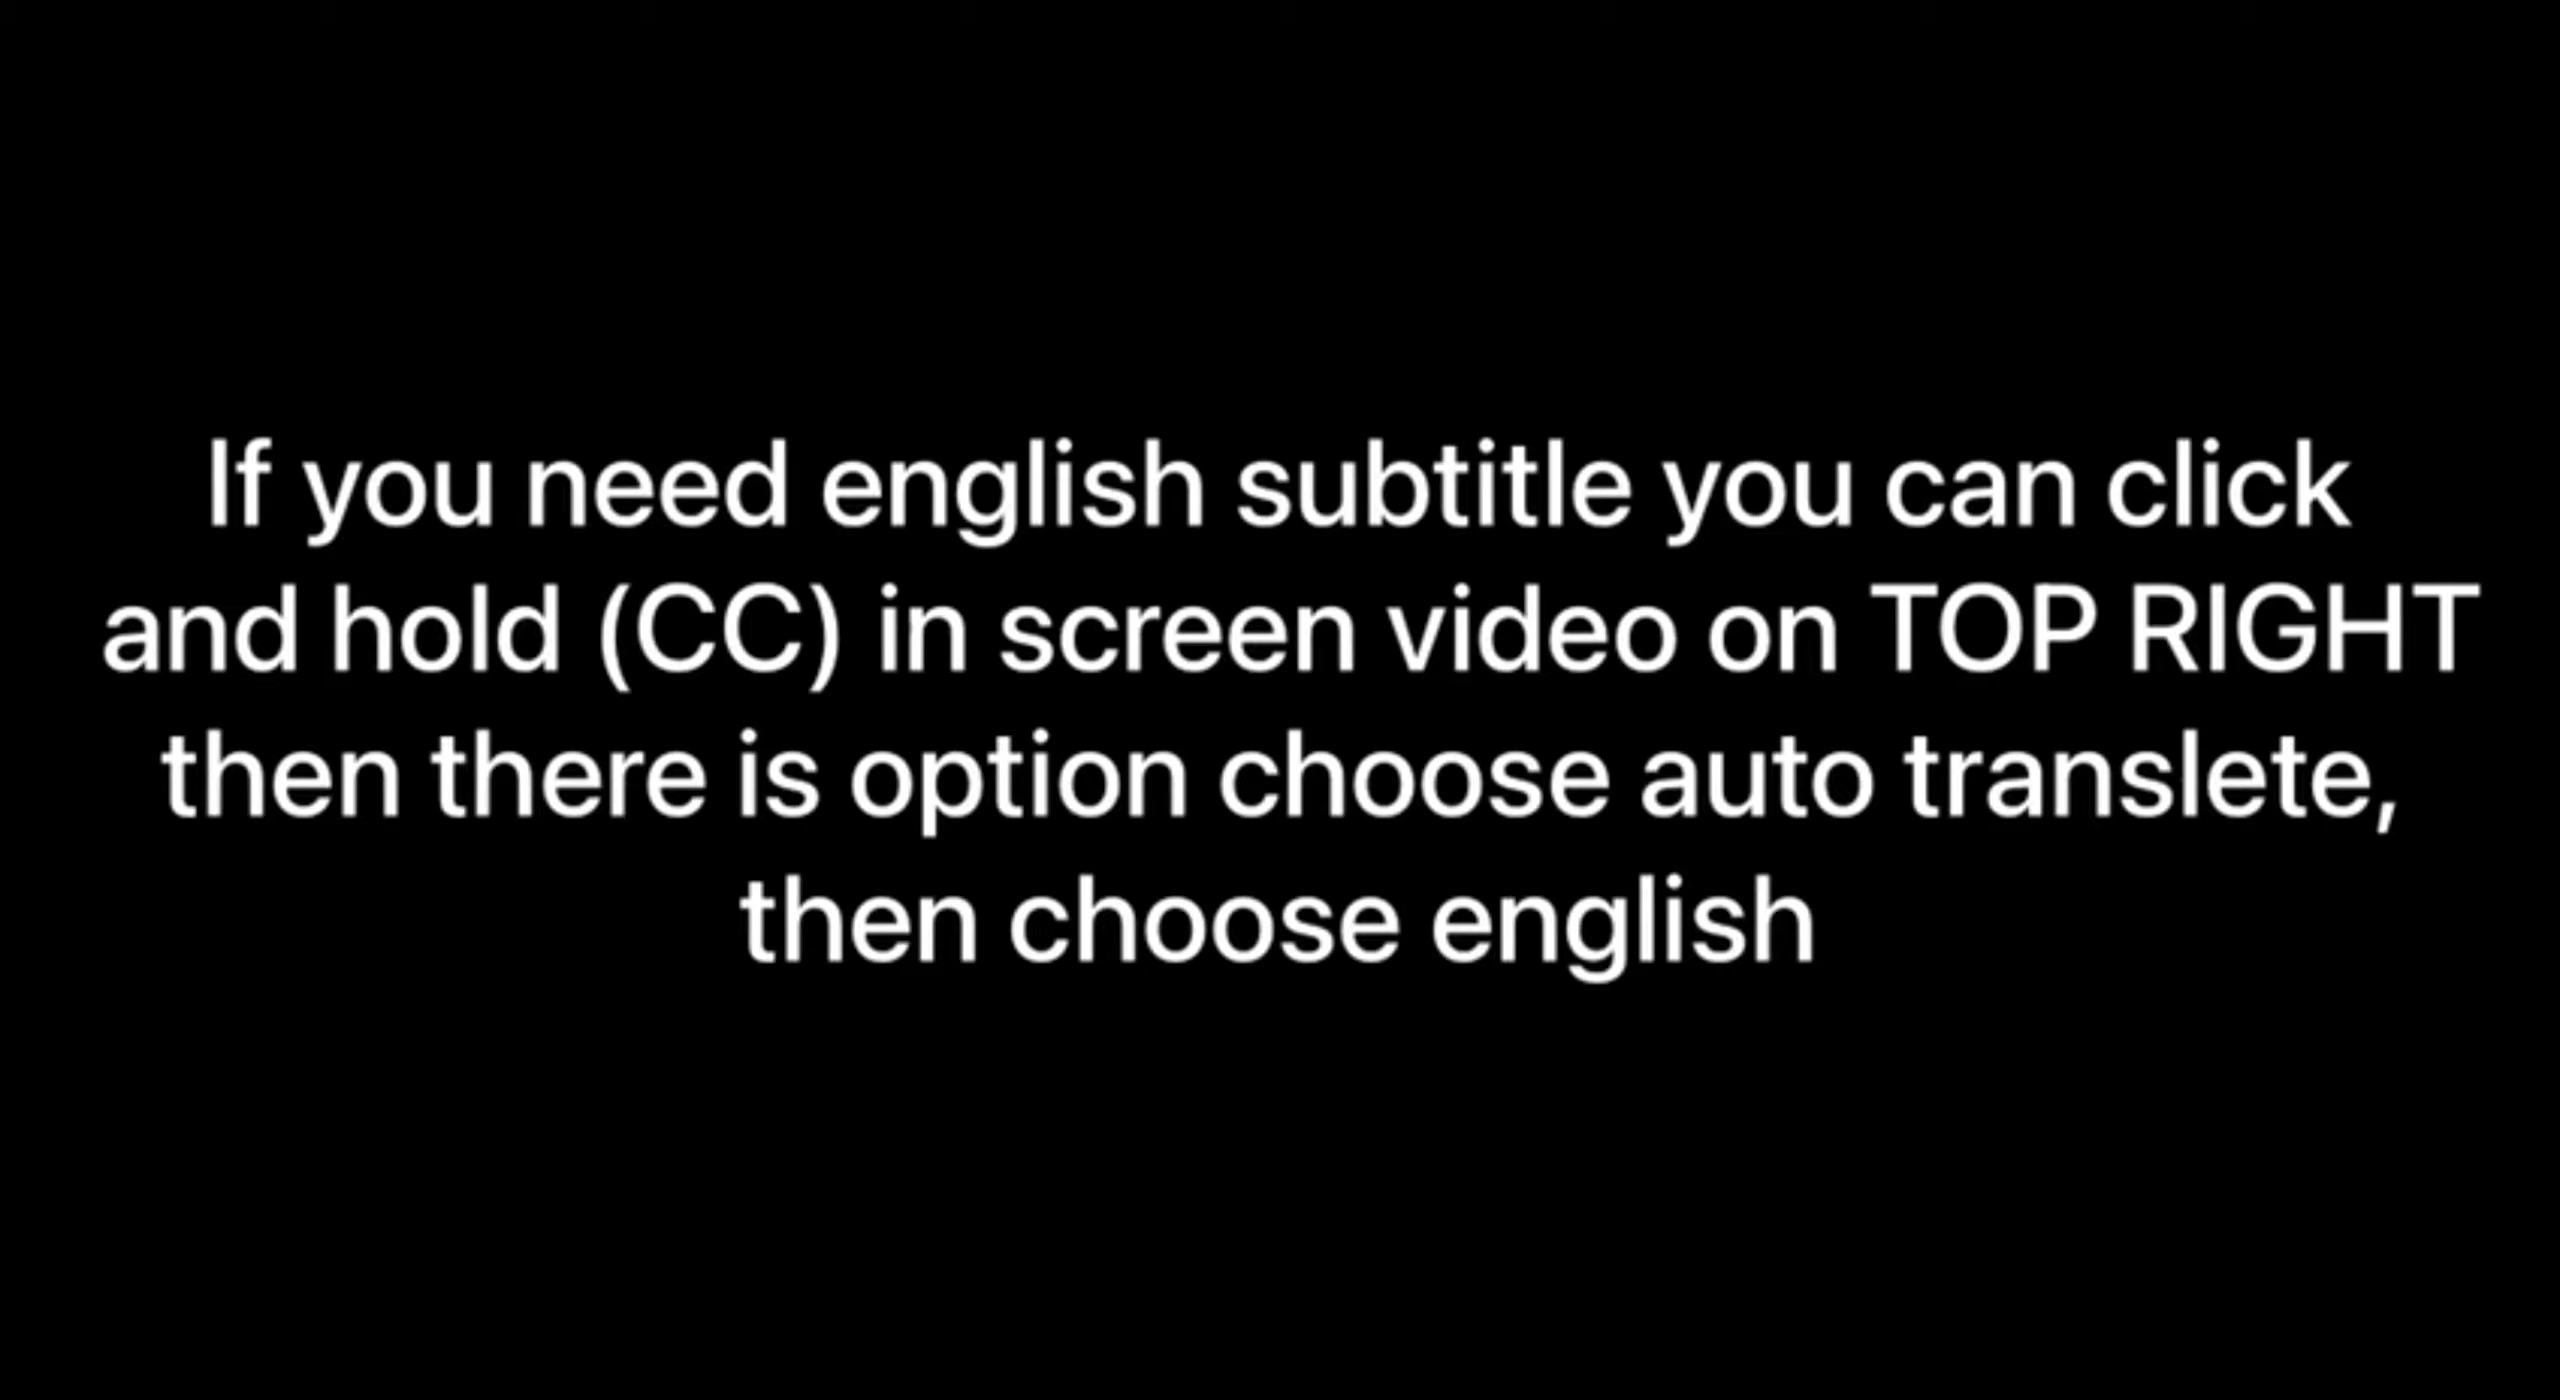 If you need english subtitle you can click
and hold (CC) in screen video on TOP RIGHT
then there is option choose auto translete,
then choose english